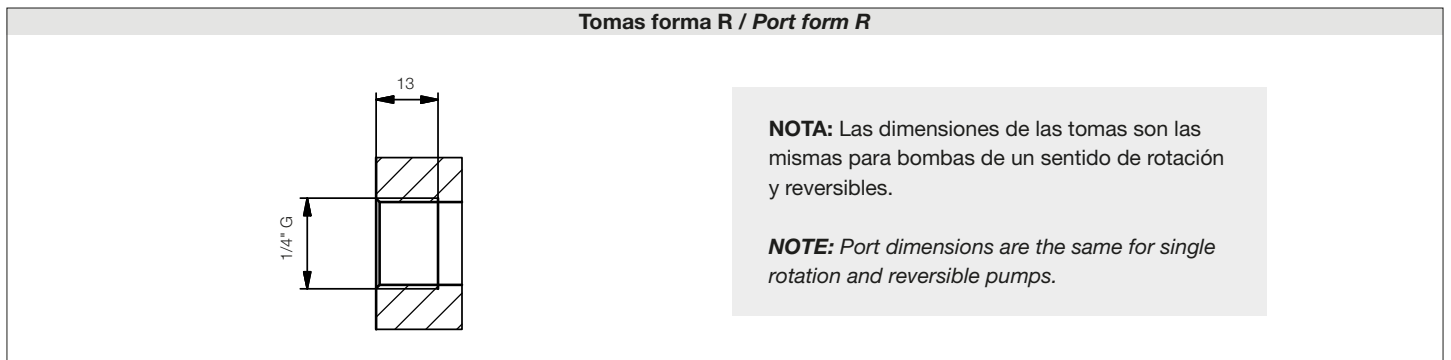 Tomas forma R / Port form R
13
1/4" G
NOTA: Las dimensiones de las tomas son las
mismas para bombas de un sentido de rotación
y reversibles.
NOTE: Port dimensions are the same for single
rotation and reversible pumps.